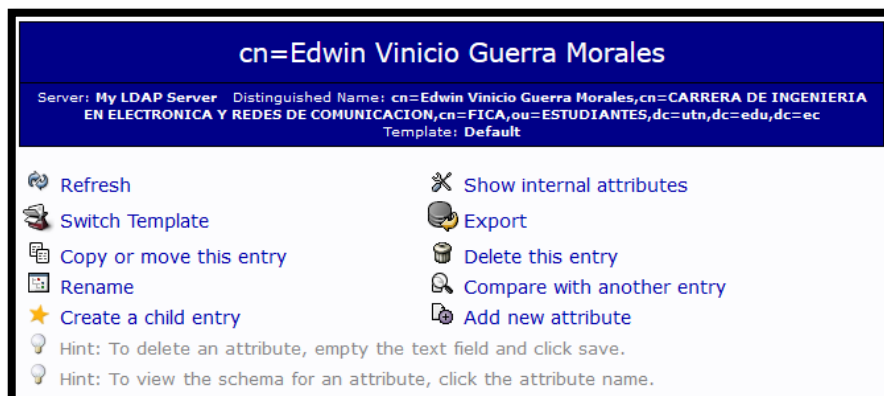 cn=Edwin Vinicio Guerra Morales
Server: My LDAP Server Distinguished Name: cn=Edwin Vinicio Guerra Morales,cn=CARRERA DE INGENIERIA
EN ELECTRONICA Y REDES DE COMUNICACION,cn=FICA,ou=ESTUDIANTES,dc=utn,dc=edu,dc=ec
Template: Default
Refresh Show internal attributes
Switch Template Export
Copy or move this entry Delete this entry
Rename Compare with another entry
Create a child entry Add new attribute
Hint: To delete an attribute, empty the text field and click save.
Hint: To view the schema for an attribute, click the attribute name.